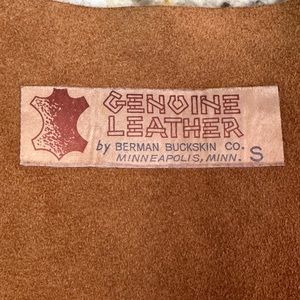 GENUINE
LEATHER
by BERMAN BUCKSKIN CO.
MINNEAPOLIS, MINN. S